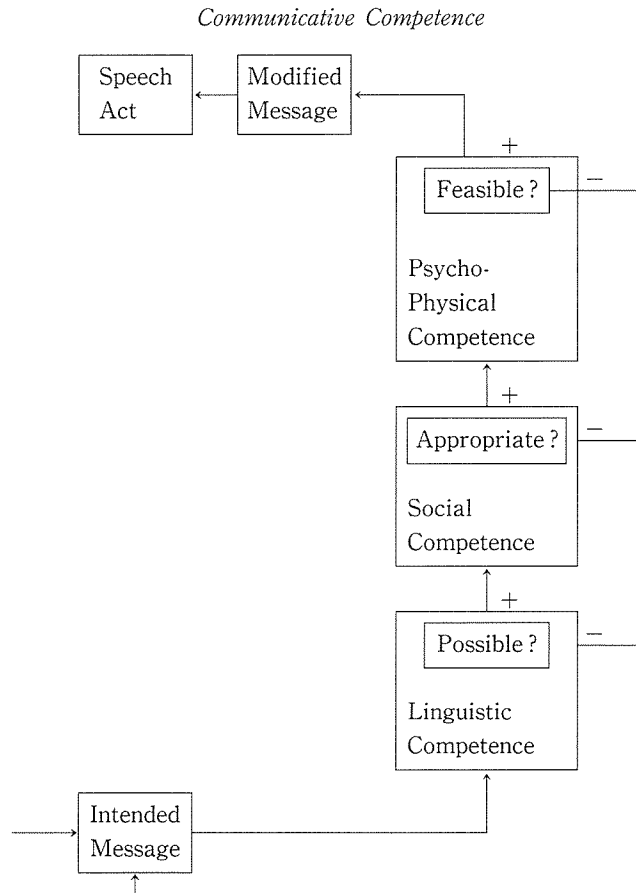 Communicative Competence
Speech
Act
Modified
Message
+
Feasible ?
−
Psycho-
Physical
Competence
+
Appropriate ?
−
Social
Competence
+
Possible ?
−
Linguistic
Competence
Intended
Message